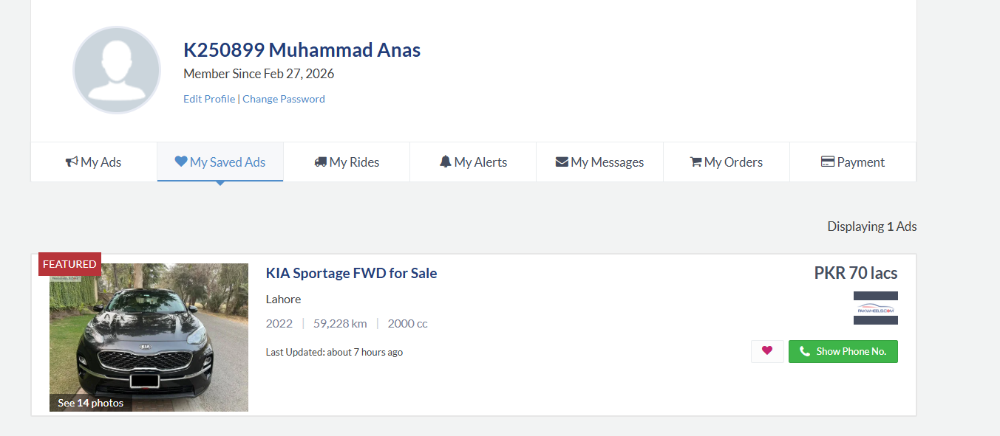 K250899 Muhammad Anas
Member Since Feb 27, 2026
Edit Profile | Change Password
My Ads
My Saved Ads
My Rides
My Alerts
My Messages
My Orders
Payment
Displaying 1 Ads
FEATURED
KIA
See 14 photos
KIA Sportage FWD for Sale
Lahore
2022 | 59,228 km | 2000 cc
Last Updated: about 7 hours ago
PKR 70 lacs
PAKWHEELS.COM
Show Phone No.